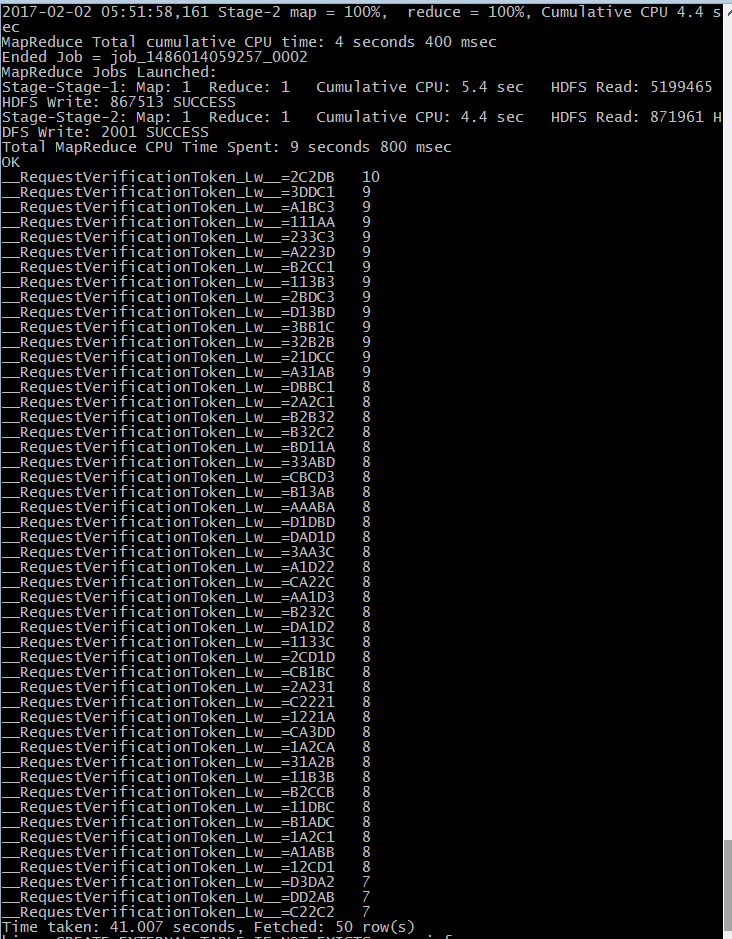 2017-02-02 05:51:58,161 Stage-2 map = 100%,  reduce = 100%, Cumulative CPU 4.4 s
ec
MapReduce Total cumulative CPU time: 4 seconds 400 msec
Ended Job = job_1486014059257_0002
MapReduce Jobs Launched:
Stage-Stage-1: Map: 1  Reduce: 1   Cumulative CPU: 5.4 sec   HDFS Read: 5199465
HDFS Write: 867513 SUCCESS
Stage-Stage-2: Map: 1  Reduce: 1   Cumulative CPU: 4.4 sec   HDFS Read: 871961 H
DFS Write: 2001 SUCCESS
Total MapReduce CPU Time Spent: 9 seconds 800 msec
OK
__RequestVerificationToken_Lw__=2C2DB   10
__RequestVerificationToken_Lw__=3DDC1   9
__RequestVerificationToken_Lw__=A1BC3   9
__RequestVerificationToken_Lw__=111AA   9
__RequestVerificationToken_Lw__=233C3   9
__RequestVerificationToken_Lw__=A223D   9
__RequestVerificationToken_Lw__=B2CC1   9
__RequestVerificationToken_Lw__=113B3   9
__RequestVerificationToken_Lw__=2BDC3   9
__RequestVerificationToken_Lw__=D13BD   9
__RequestVerificationToken_Lw__=3BB1C   9
__RequestVerificationToken_Lw__=32B2B   9
__RequestVerificationToken_Lw__=21DCC   9
__RequestVerificationToken_Lw__=A31AB   9
__RequestVerificationToken_Lw__=DBBC1   8
__RequestVerificationToken_Lw__=2A2C1   8
__RequestVerificationToken_Lw__=B2B32   8
__RequestVerificationToken_Lw__=B32C2   8
__RequestVerificationToken_Lw__=BD11A   8
__RequestVerificationToken_Lw__=33ABD   8
__RequestVerificationToken_Lw__=CBCD3   8
__RequestVerificationToken_Lw__=B13AB   8
__RequestVerificationToken_Lw__=AAABA   8
__RequestVerificationToken_Lw__=D1DBD   8
__RequestVerificationToken_Lw__=DAD1D   8
__RequestVerificationToken_Lw__=3AA3C   8
__RequestVerificationToken_Lw__=A1D22   8
__RequestVerificationToken_Lw__=CA22C   8
__RequestVerificationToken_Lw__=AA1D3   8
__RequestVerificationToken_Lw__=B232C   8
__RequestVerificationToken_Lw__=DA1D2   8
__RequestVerificationToken_Lw__=1133C   8
__RequestVerificationToken_Lw__=2CD1D   8
__RequestVerificationToken_Lw__=CB1BC   8
__RequestVerificationToken_Lw__=2A231   8
__RequestVerificationToken_Lw__=C2221   8
__RequestVerificationToken_Lw__=1221A   8
__RequestVerificationToken_Lw__=CA3DD   8
__RequestVerificationToken_Lw__=1A2CA   8
__RequestVerificationToken_Lw__=31A2B   8
__RequestVerificationToken_Lw__=11B3B   8
__RequestVerificationToken_Lw__=B2CCB   8
__RequestVerificationToken_Lw__=11DBC   8
__RequestVerificationToken_Lw__=B1ADC   8
__RequestVerificationToken_Lw__=1A2C1   8
__RequestVerificationToken_Lw__=A1ABB   8
__RequestVerificationToken_Lw__=12CD1   8
__RequestVerificationToken_Lw__=D3DA2   7
__RequestVerificationToken_Lw__=DD2AB   7
__RequestVerificationToken_Lw__=C22C2   7
Time taken: 41.007 seconds, Fetched: 50 row(s)
CREATE EXTERNAL TABLE IF NOT EXISTS